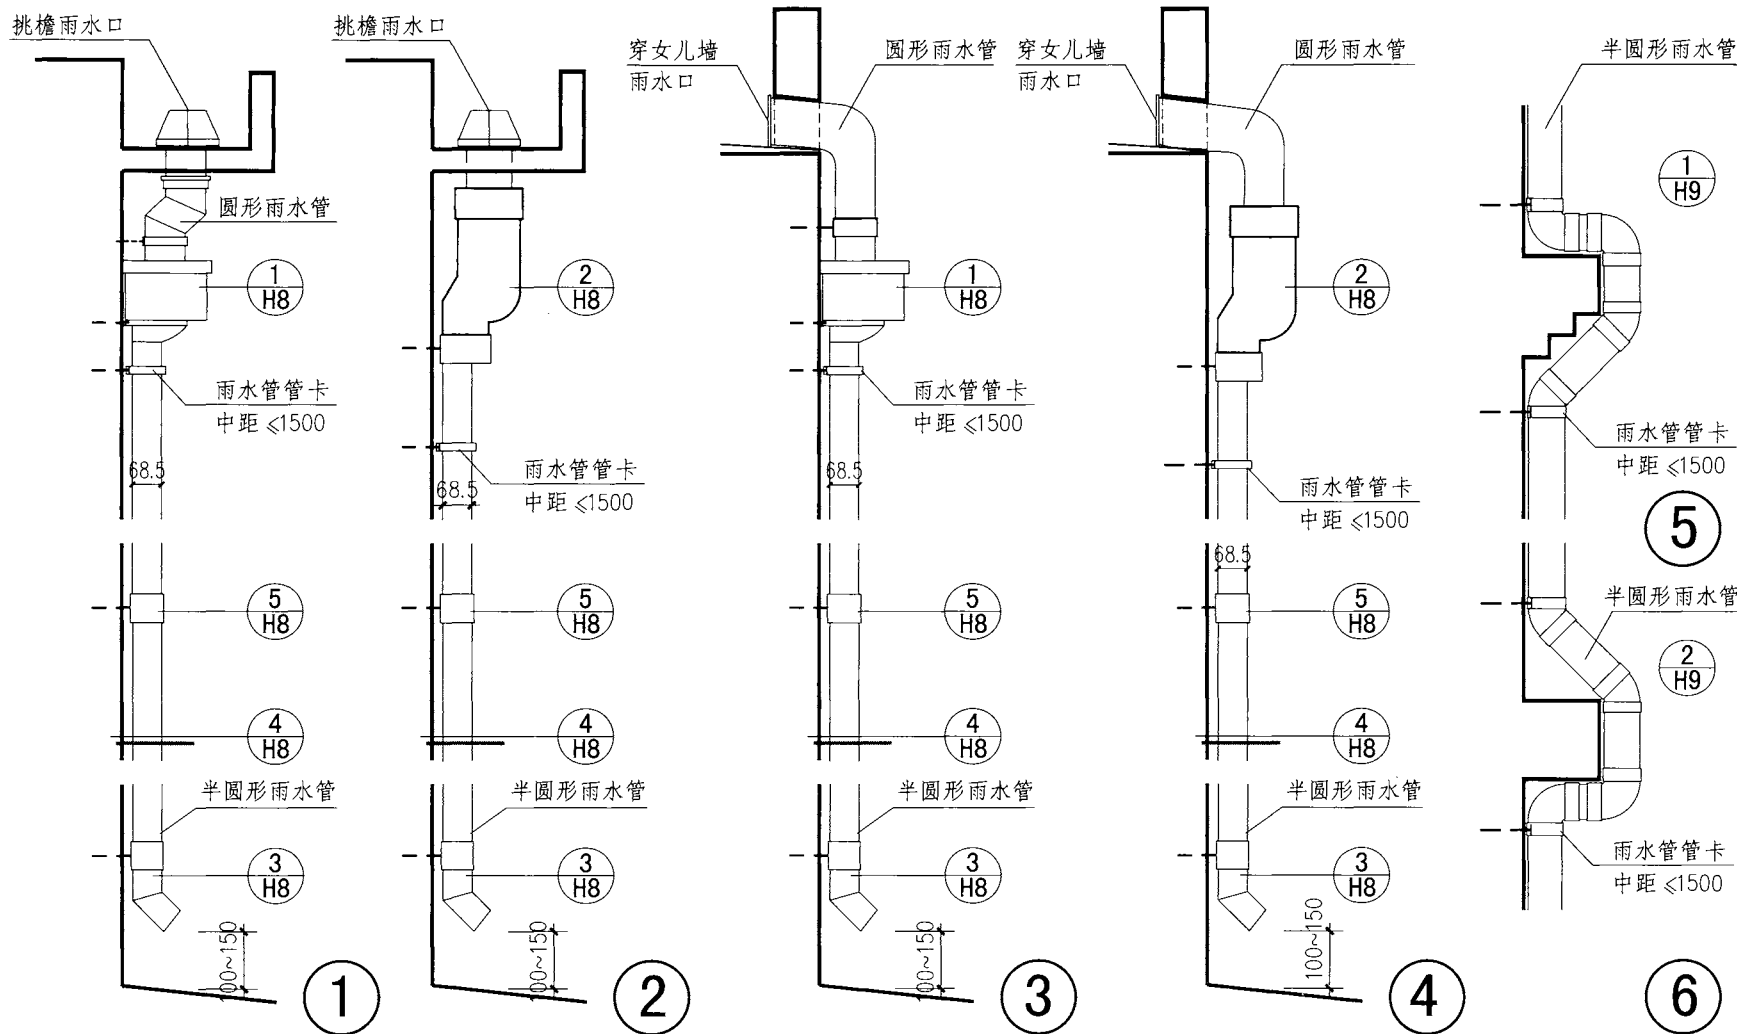 挑檐雨水口
圆形雨水管
1
H8
雨水管管卡
中距≤1500
68.5
5
H8
4
H8
半圆形雨水管
3
H8
100~150
1
挑檐雨水口
2
H8
雨水管管卡
中距≤1500
68.5
5
H8
4
H8
半圆形雨水管
3
H8
100~150
2
穿女儿墙
雨水口
圆形雨水管
1
H8
雨水管管卡
中距≤1500
68.5
5
H8
4
H8
半圆形雨水管
3
H8
100~150
3
穿女儿墙
雨水口
圆形雨水管
2
H8
雨水管管卡
中距≤1500
68.5
5
H8
4
H8
半圆形雨水管
3
H8
100~150
4
半圆形雨水管
1
H9
雨水管管卡
中距≤1500
5
半圆形雨水管
2
H9
雨水管管卡
中距≤1500
6